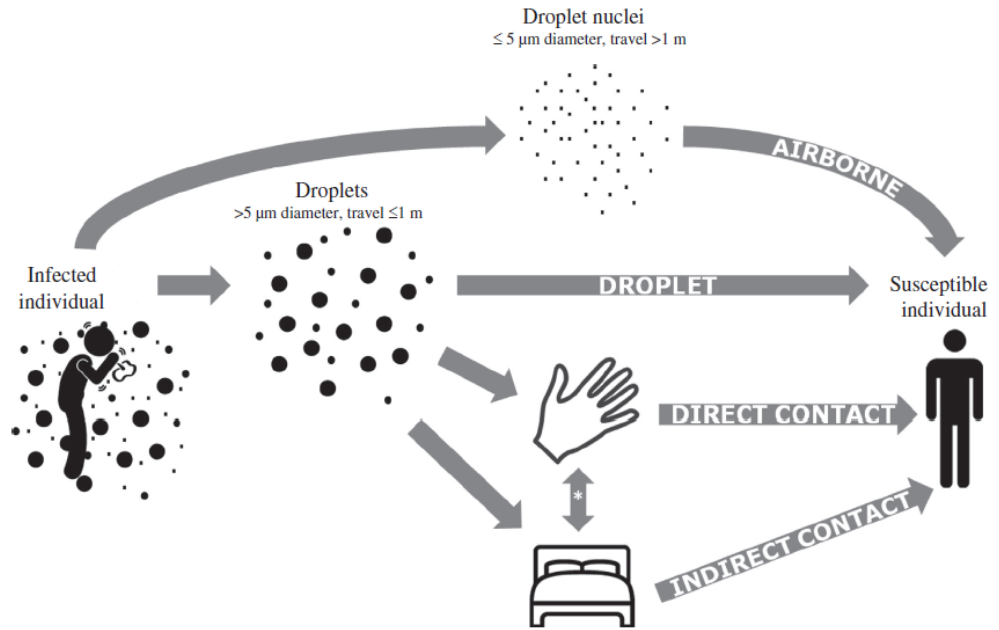 Droplet nuclei
≤ 5 μm diameter, travel >1 m
AIRBORNE
Droplets
>5 μm diameter, travel ≤1 m
Infected
individual
DROPLET
Susceptible
individual
DIRECT CONTACT
*
INDIRECT CONTACT